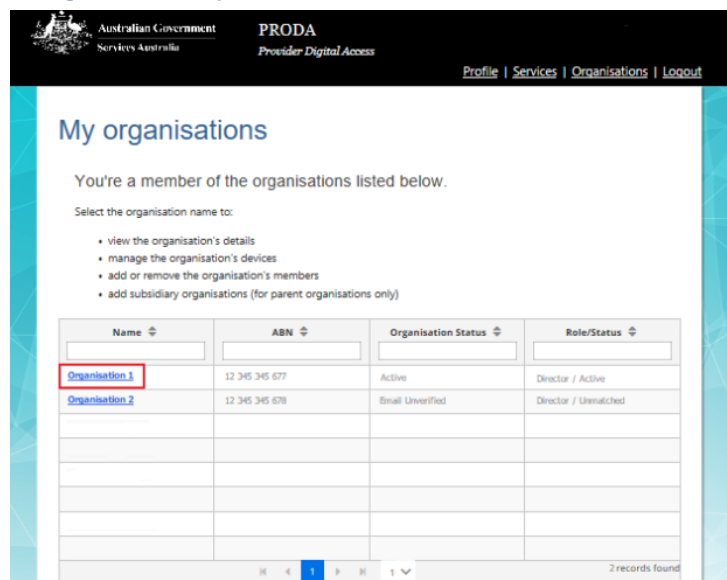 Australian Government
Services Australia
PRODA
Provider Digital Access
Profile | Services | Organisations | Logout
My organisations
You're a member of the organisations listed below.
Select the organisation name to:
• view the organisation's details
• manage the organisation's devices
• add or remove the organisation's members
• add subsidiary organisations (for parent organisations only)
Name ABN Organisation Status Role/Status
Organisation 1 12 345 345 677 Active Director / Active
Organisation 2 12 345 345 678 Email Unverified Director / Unmatched
1 1 2 records found